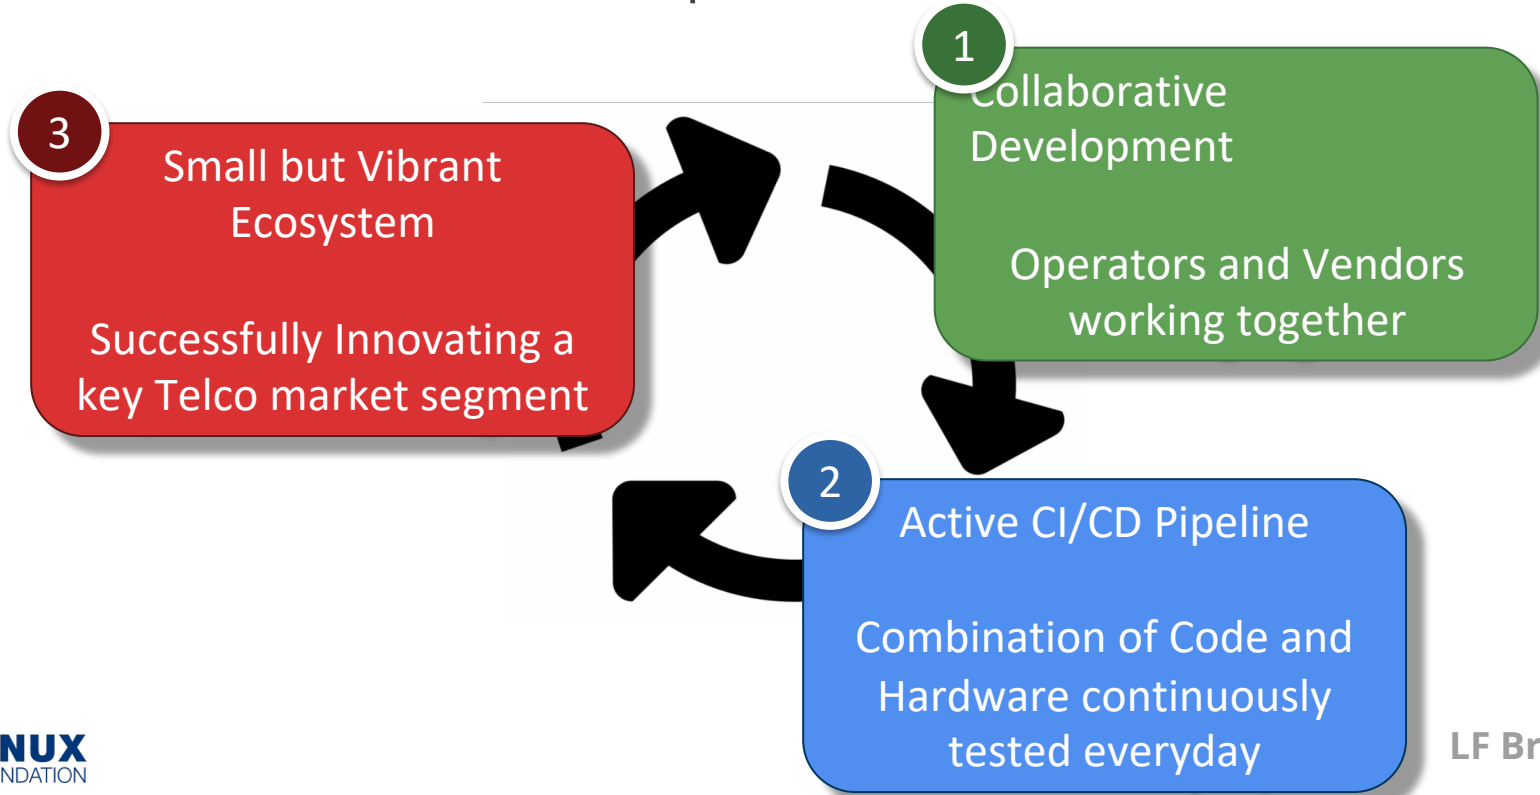 1
Collaborative
Development
Operators and Vendors
working together
2
Active CI/CD Pipeline
Combination of Code and
Hardware continuously
tested everyday
3
Small but Vibrant
Ecosystem
Successfully Innovating a
key Telco market segment
NUX
NDATION
LF Br